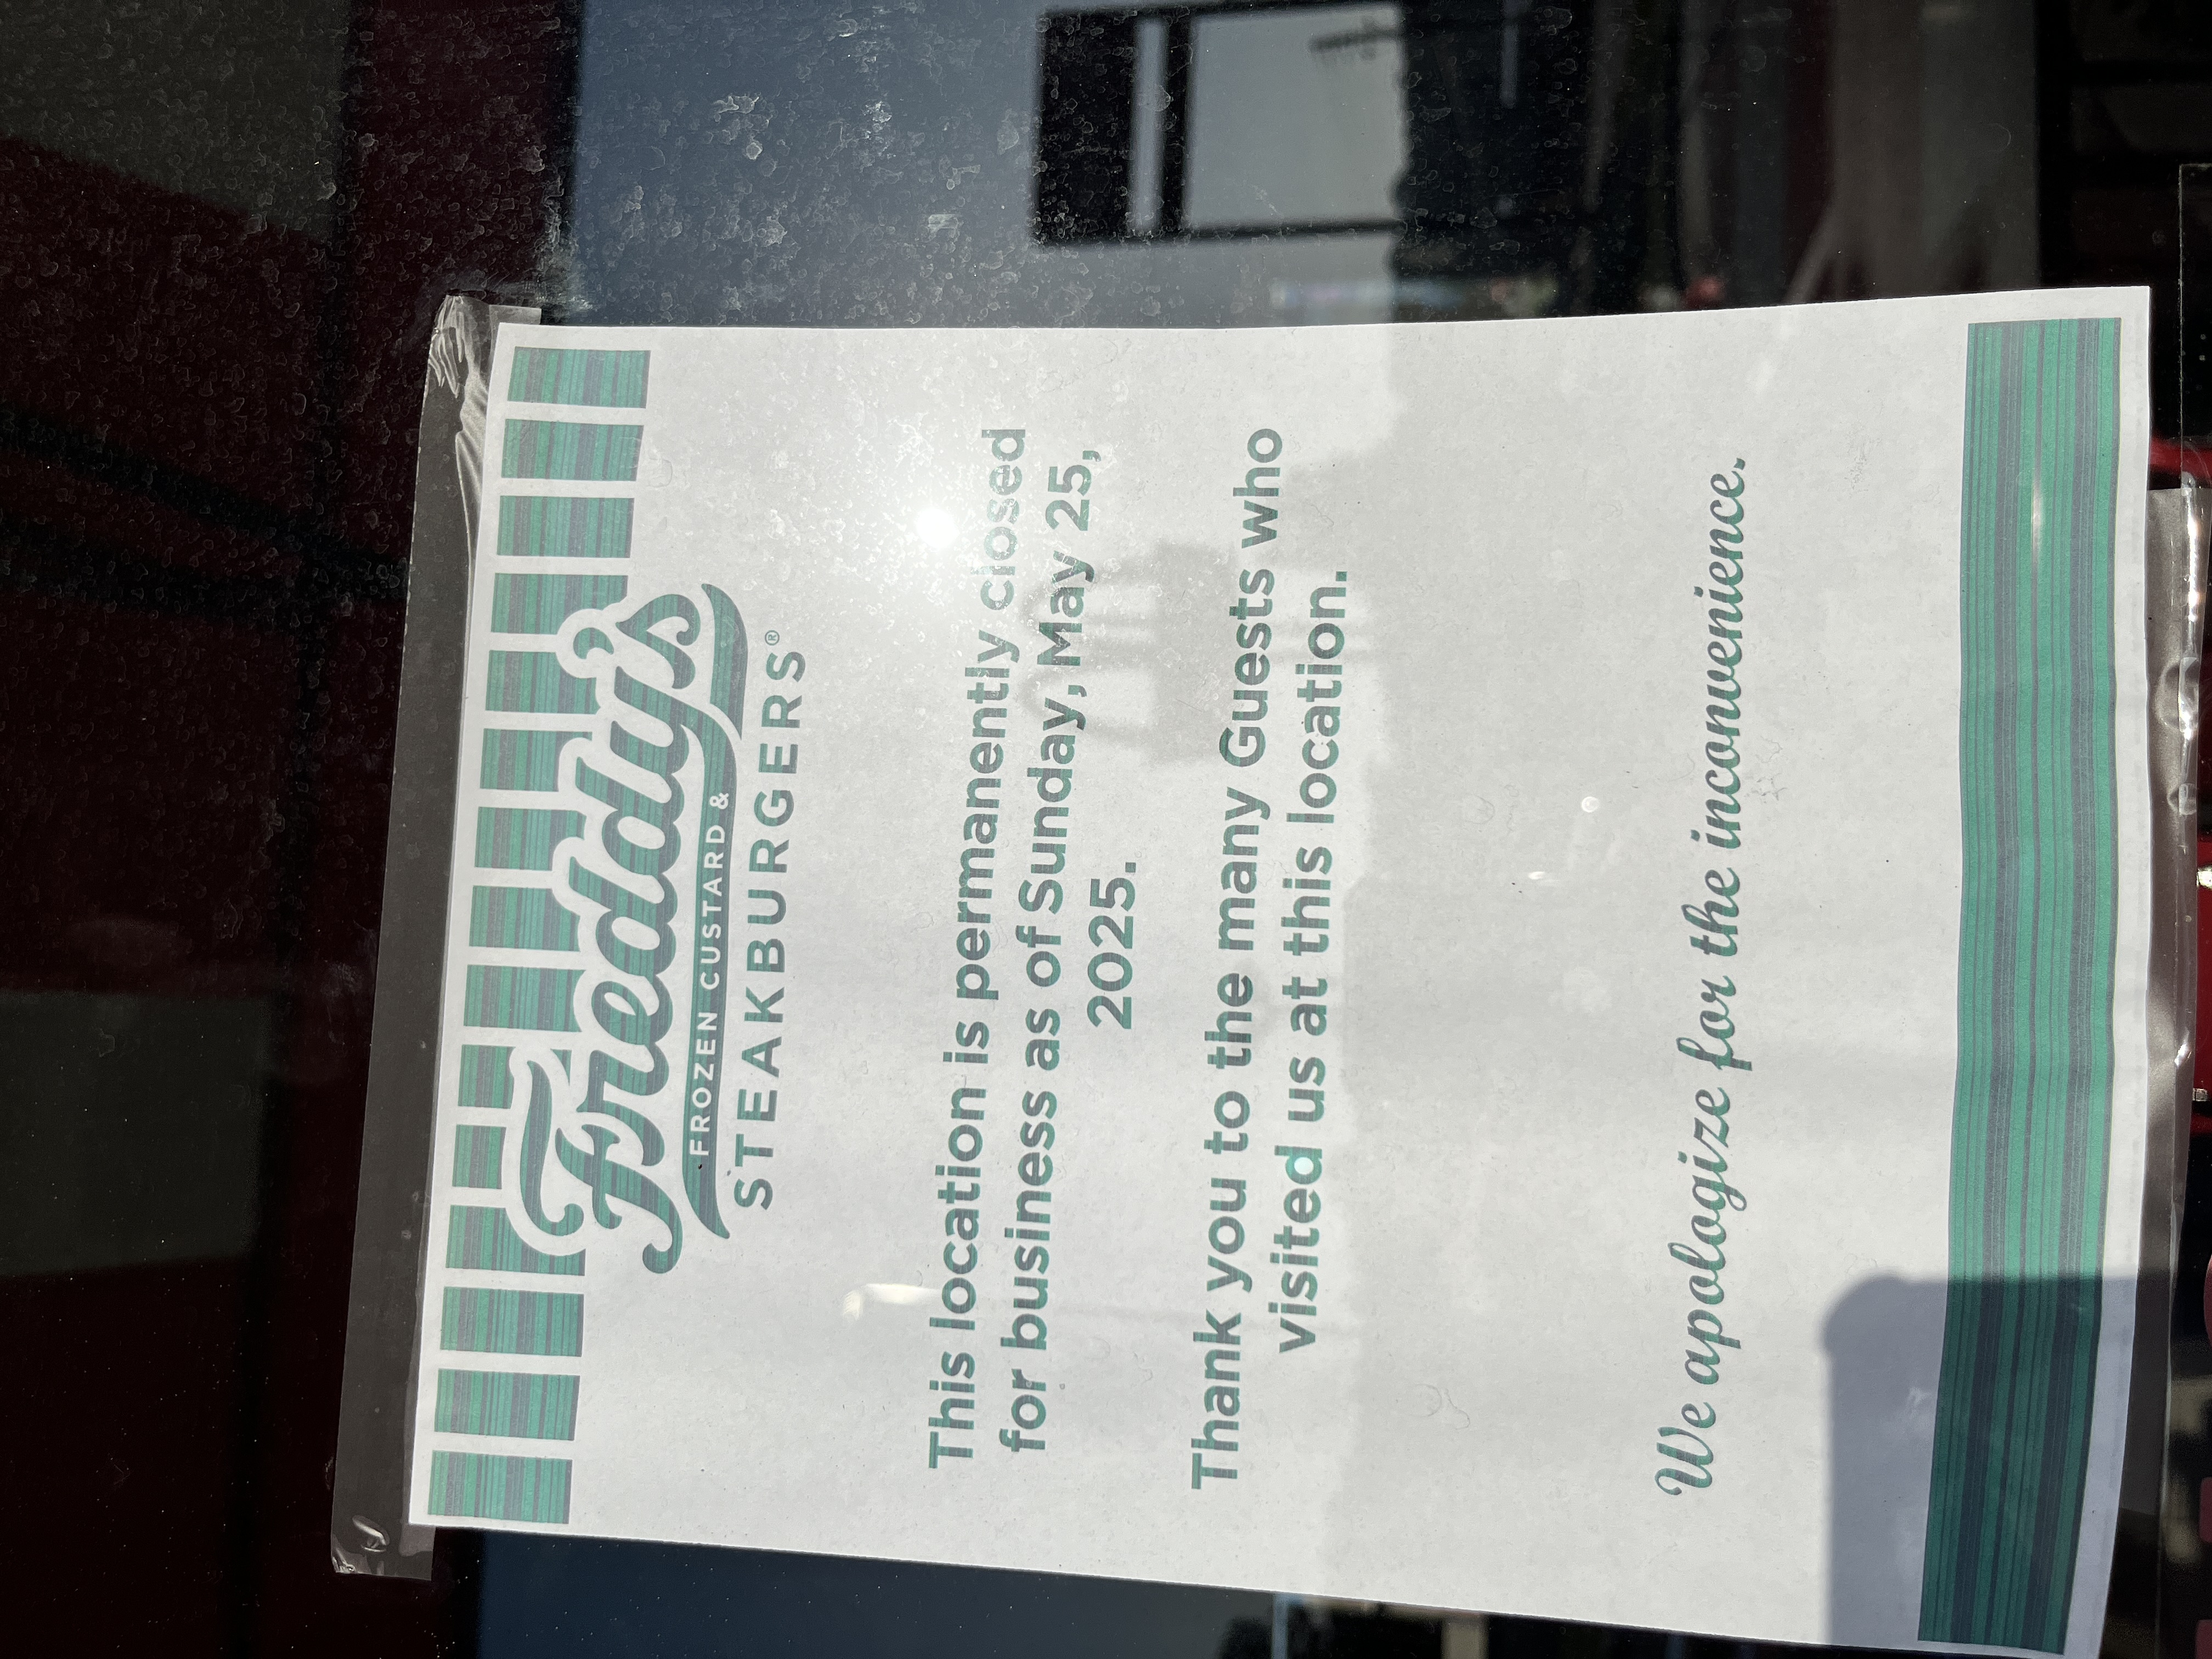 Freddy's
FROZEN CUSTARD &
STEAKBURGERS®
This location is permanently closed
for business as of Sunday, May 25,
2025.
Thank you to the many Guests who
visited us at this location.
We apologize for the inconvenience.